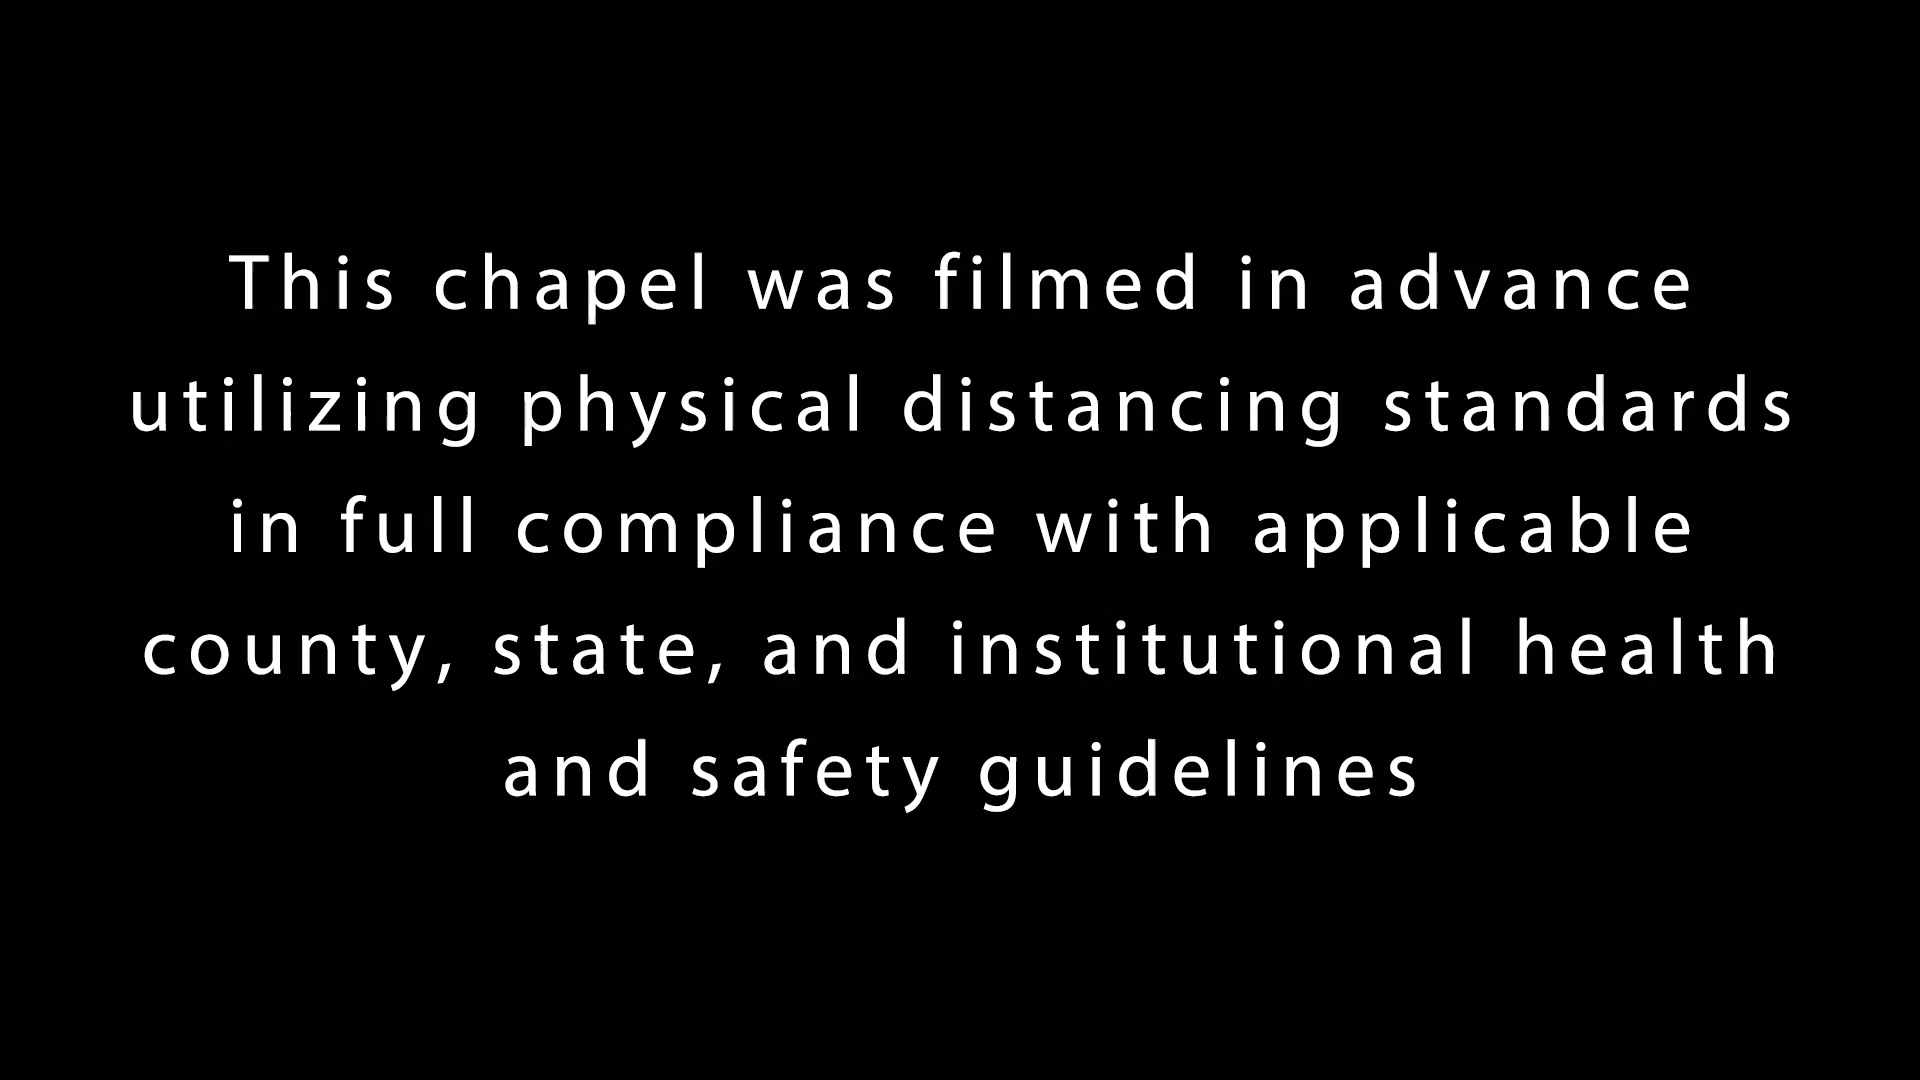 This chapel was filmed in advance
utilizing physical distancing standards
in full compliance with applicable
county, state, and institutional health
and safety guidelines